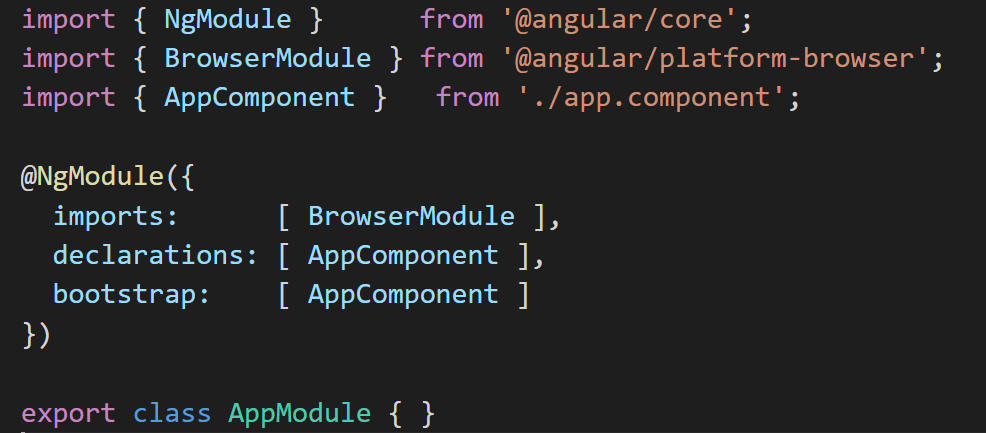 import { NgModule }      from '@angular/core';
import { BrowserModule } from '@angular/platform-browser';
import { AppComponent }   from './app.component';
@NgModule({
  imports:      [ BrowserModule ],
  declarations: [ AppComponent ],
  bootstrap:    [ AppComponent ]
})
export class AppModule { }